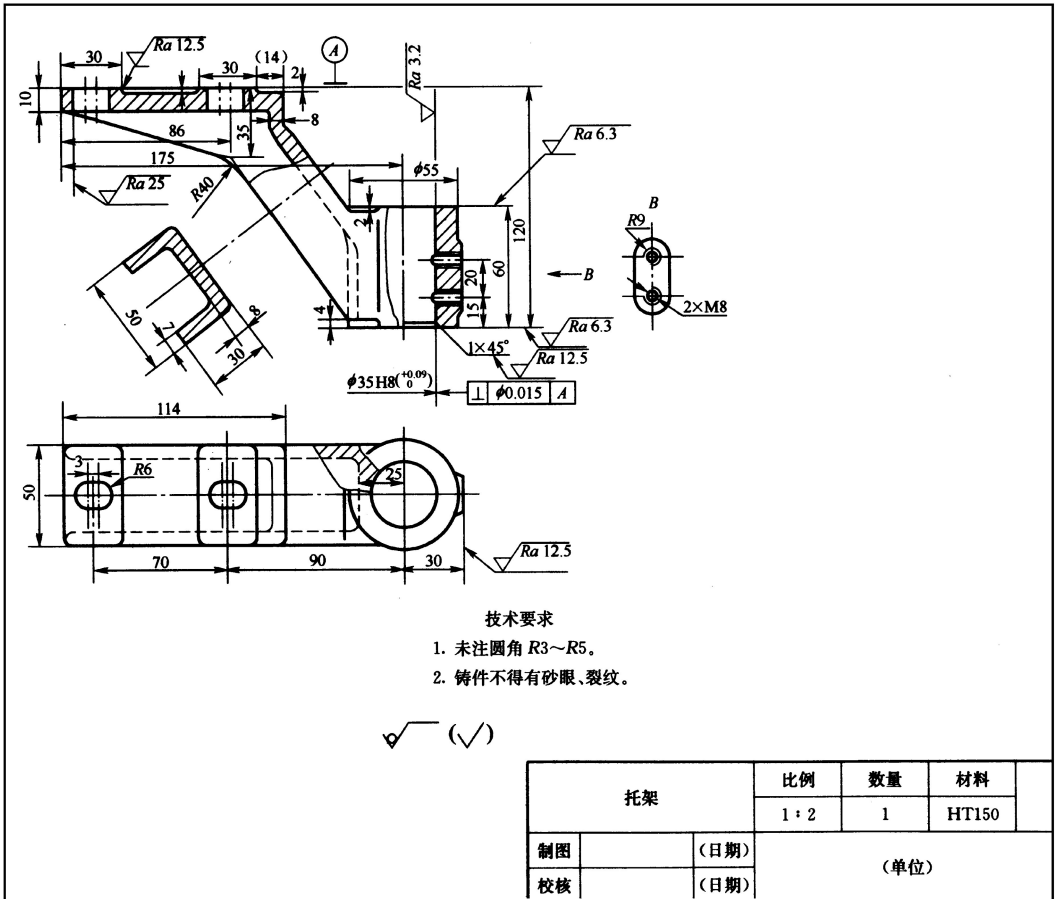 Ra 12.5
30
30
(14)
2
A
Ra 3.2
10
86
35
8
175
Ra 25
R40
ϕ55
2
Ra 6.3
120
60
20
15
B
B
R9
2×M8
50
7
8
30
4
1×45°
Ra 6.3
Ra 12.5
ϕ35H8(+0.09 0)
⊥ ϕ0.015 A
114
50
3
R6
25
70
90
30
Ra 12.5
技术要求
1. 未注圆角 R3～R5。
2. 铸件不得有砂眼、裂纹。
(√)
托架 比例 数量 材料
1∶2 1 HT150
制图 (日期) (单位)
校核 (日期)